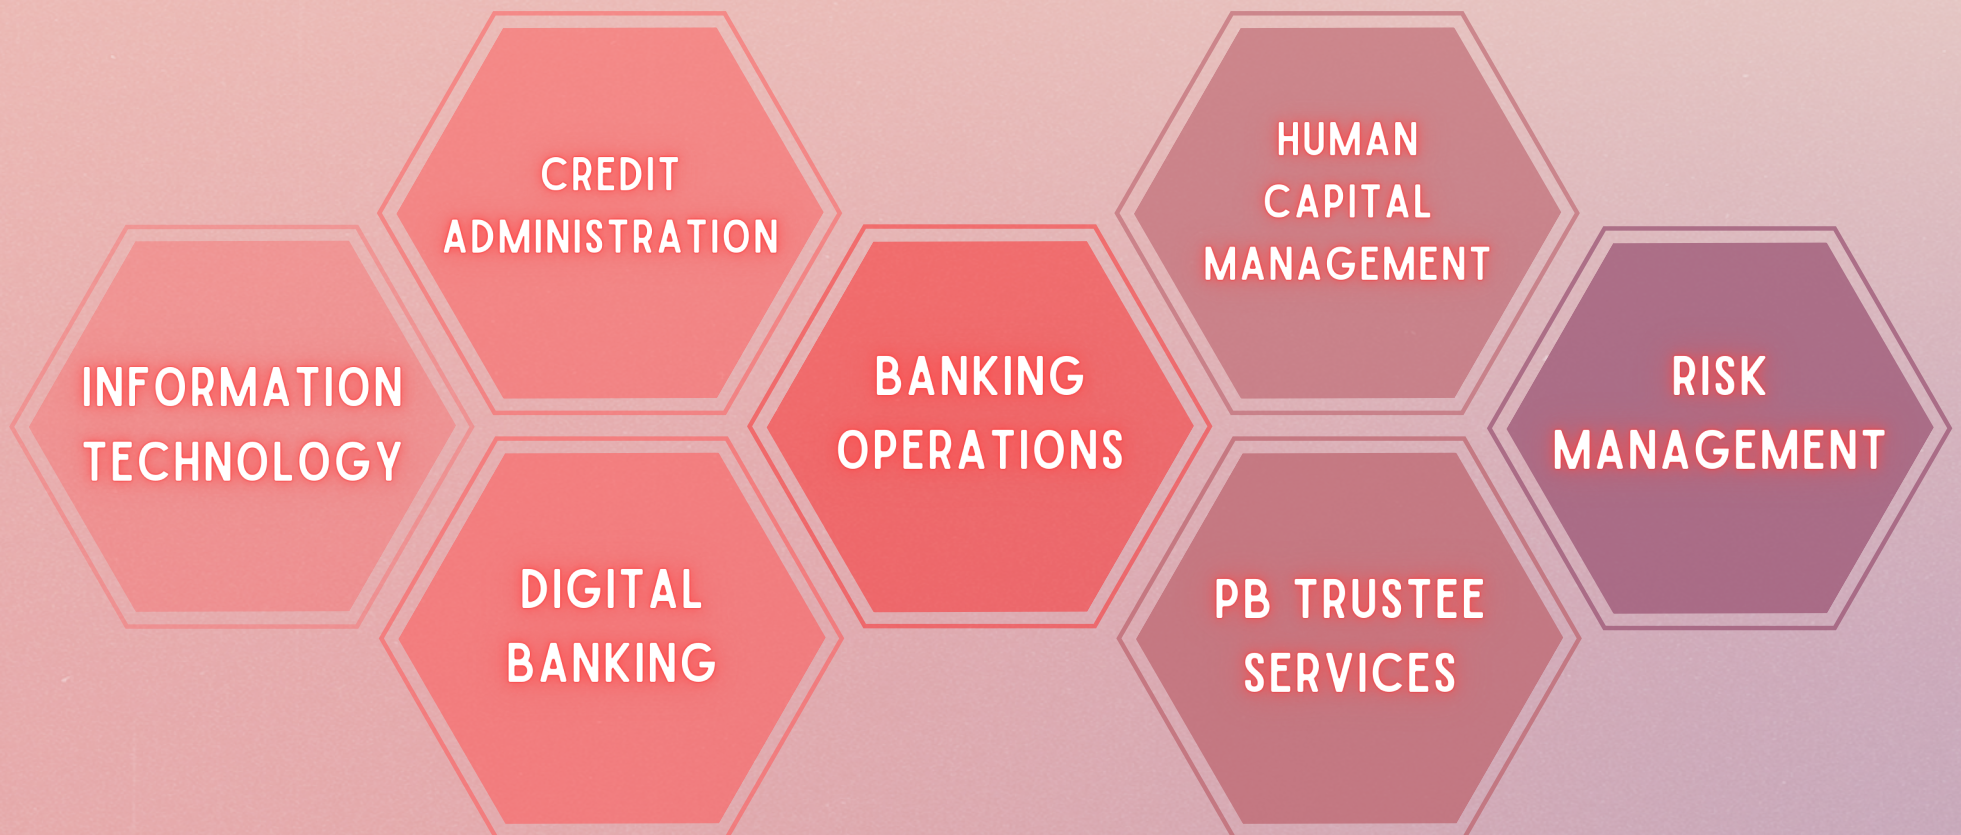 INFORMATION
TECHNOLOGY
CREDIT
ADMINISTRATION
DIGITAL
BANKING
BANKING
OPERATIONS
HUMAN
CAPITAL
MANAGEMENT
PB TRUSTEE
SERVICES
RISK
MANAGEMENT